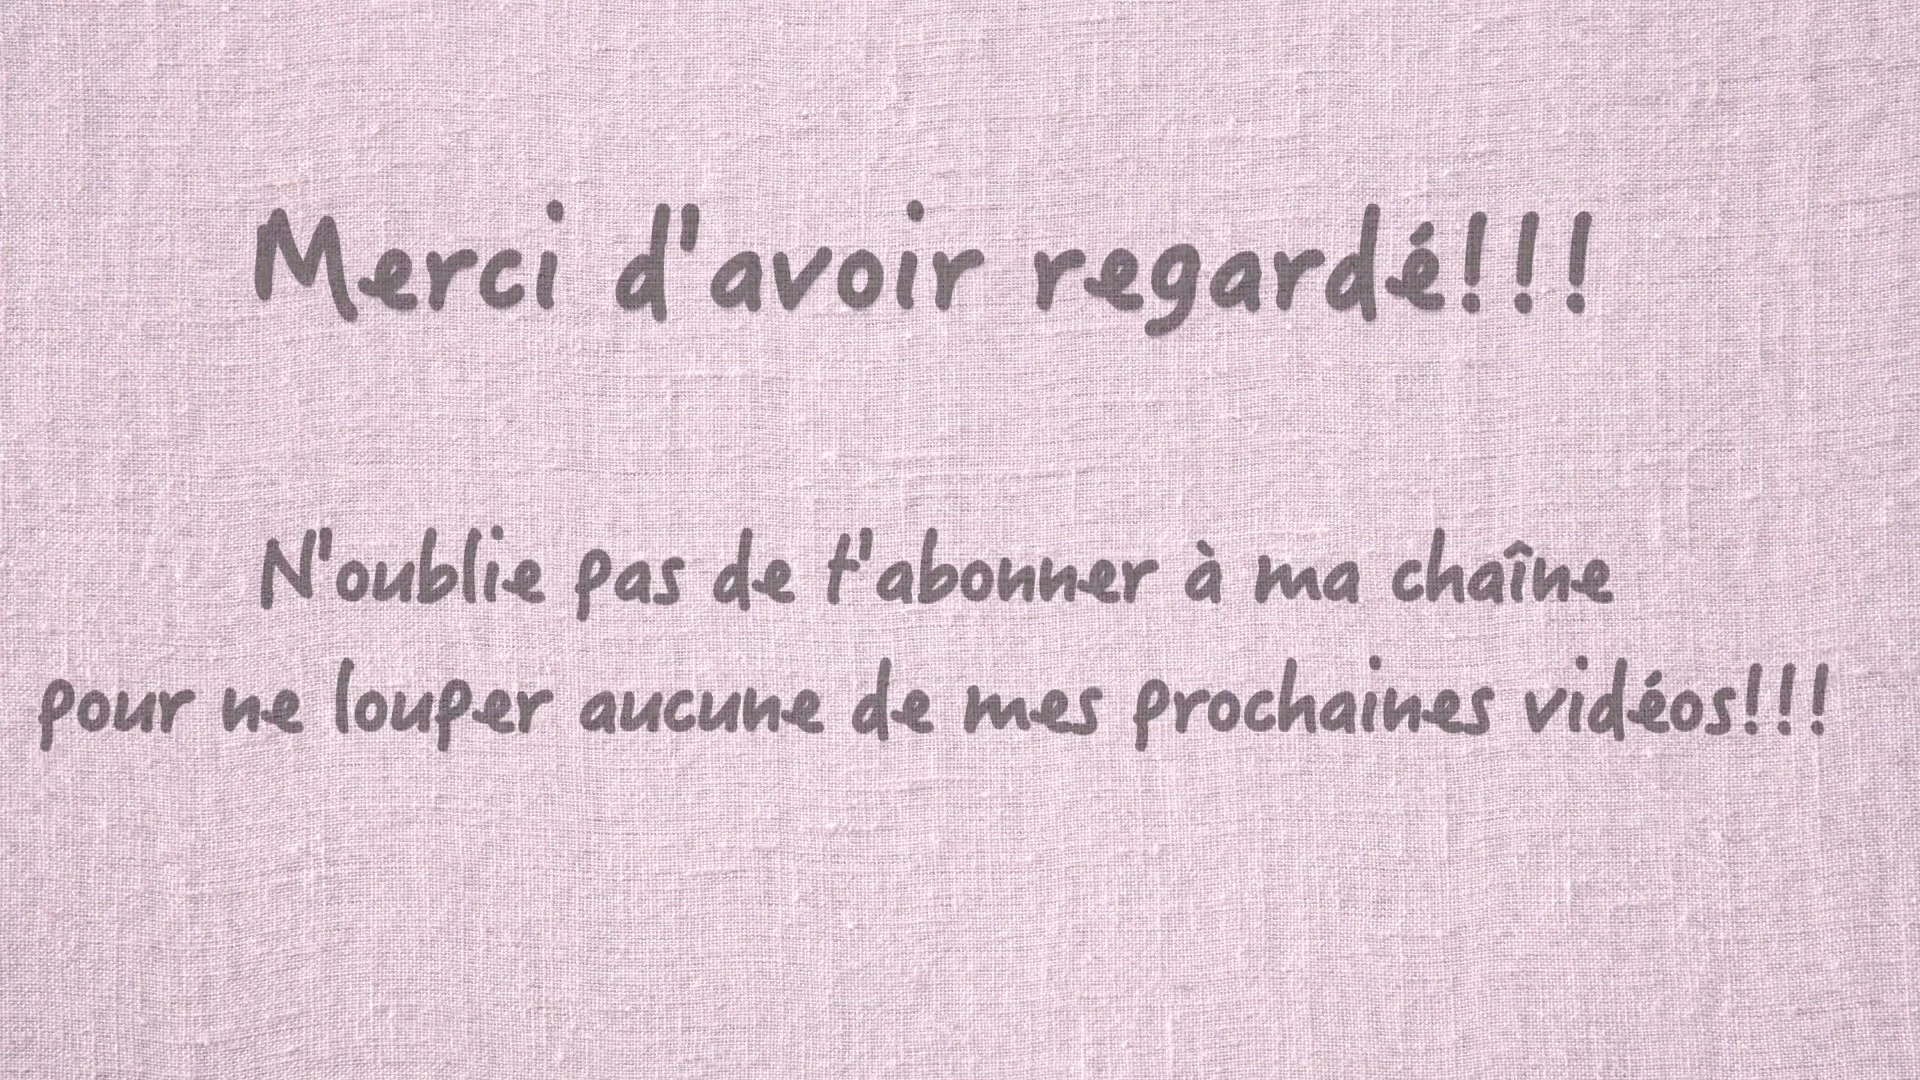 Merci d'avoir regardé!!!
N'oublie pas de t'abonner à ma chaîne
pour ne louper aucune de mes prochaines vidéos!!!